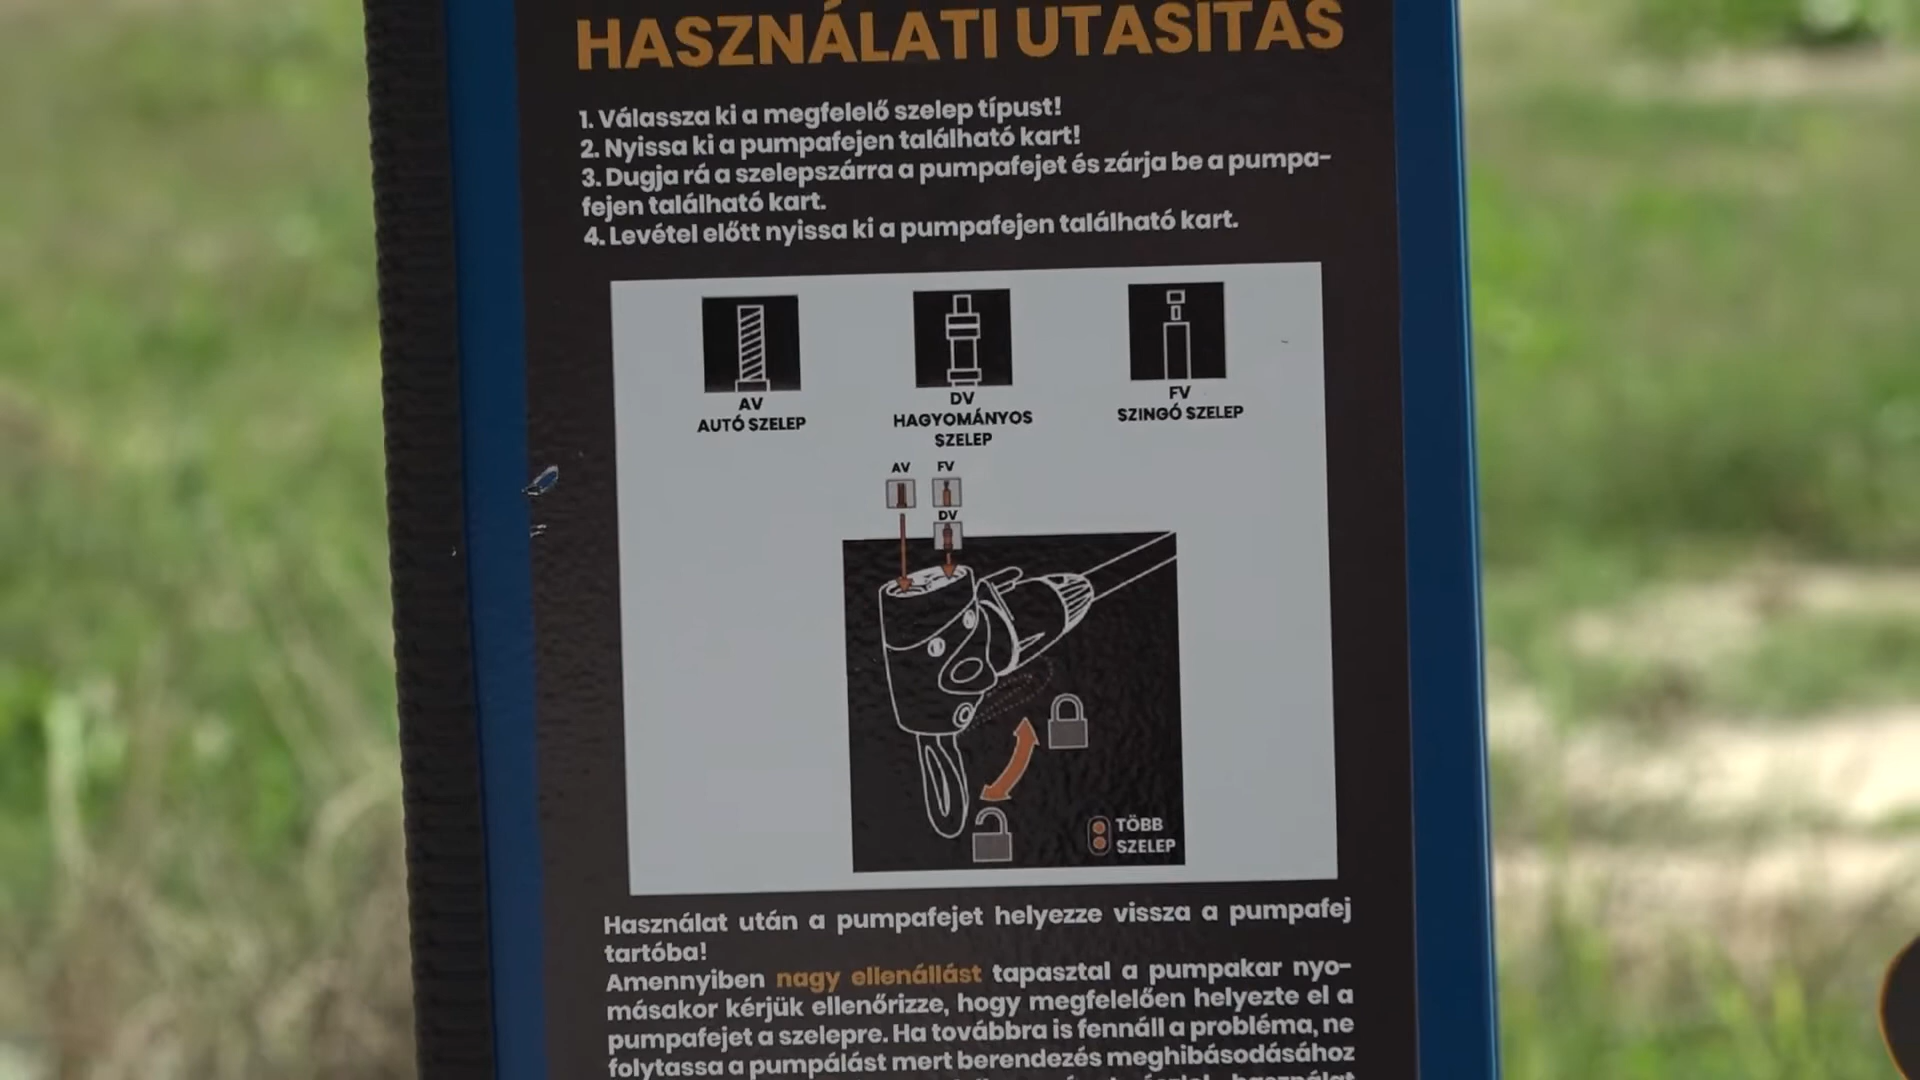 HASZNÁLATI UTASÍTÁS
1. Válassza ki a megfelelő szelep típust!
2. Nyissa ki a pumpafejen található kart!
3. Dugja rá a szelepszárra a pumpafejet és zárja be a pumpa-
fejen található kart.
4. Levétel előtt nyissa ki a pumpafejen található kart.
AV
AUTÓ SZELEP
DV
HAGYOMÁNYOS
SZELEP
FV
SZINGÓ SZELEP
AV FV
DV
TÖBB
SZELEP
Használat után a pumpafejet helyezze vissza a pumpafej
tartóba!
Amennyiben nagy ellenállást tapasztal a pumpakar nyo-
másakor kérjük ellenőrizze, hogy megfelelően helyezte el a
pumpafejet a szelepre. Ha továbbra is fennáll a probléma, ne
folytassa a pumpálást mert berendezés meghibásodásához